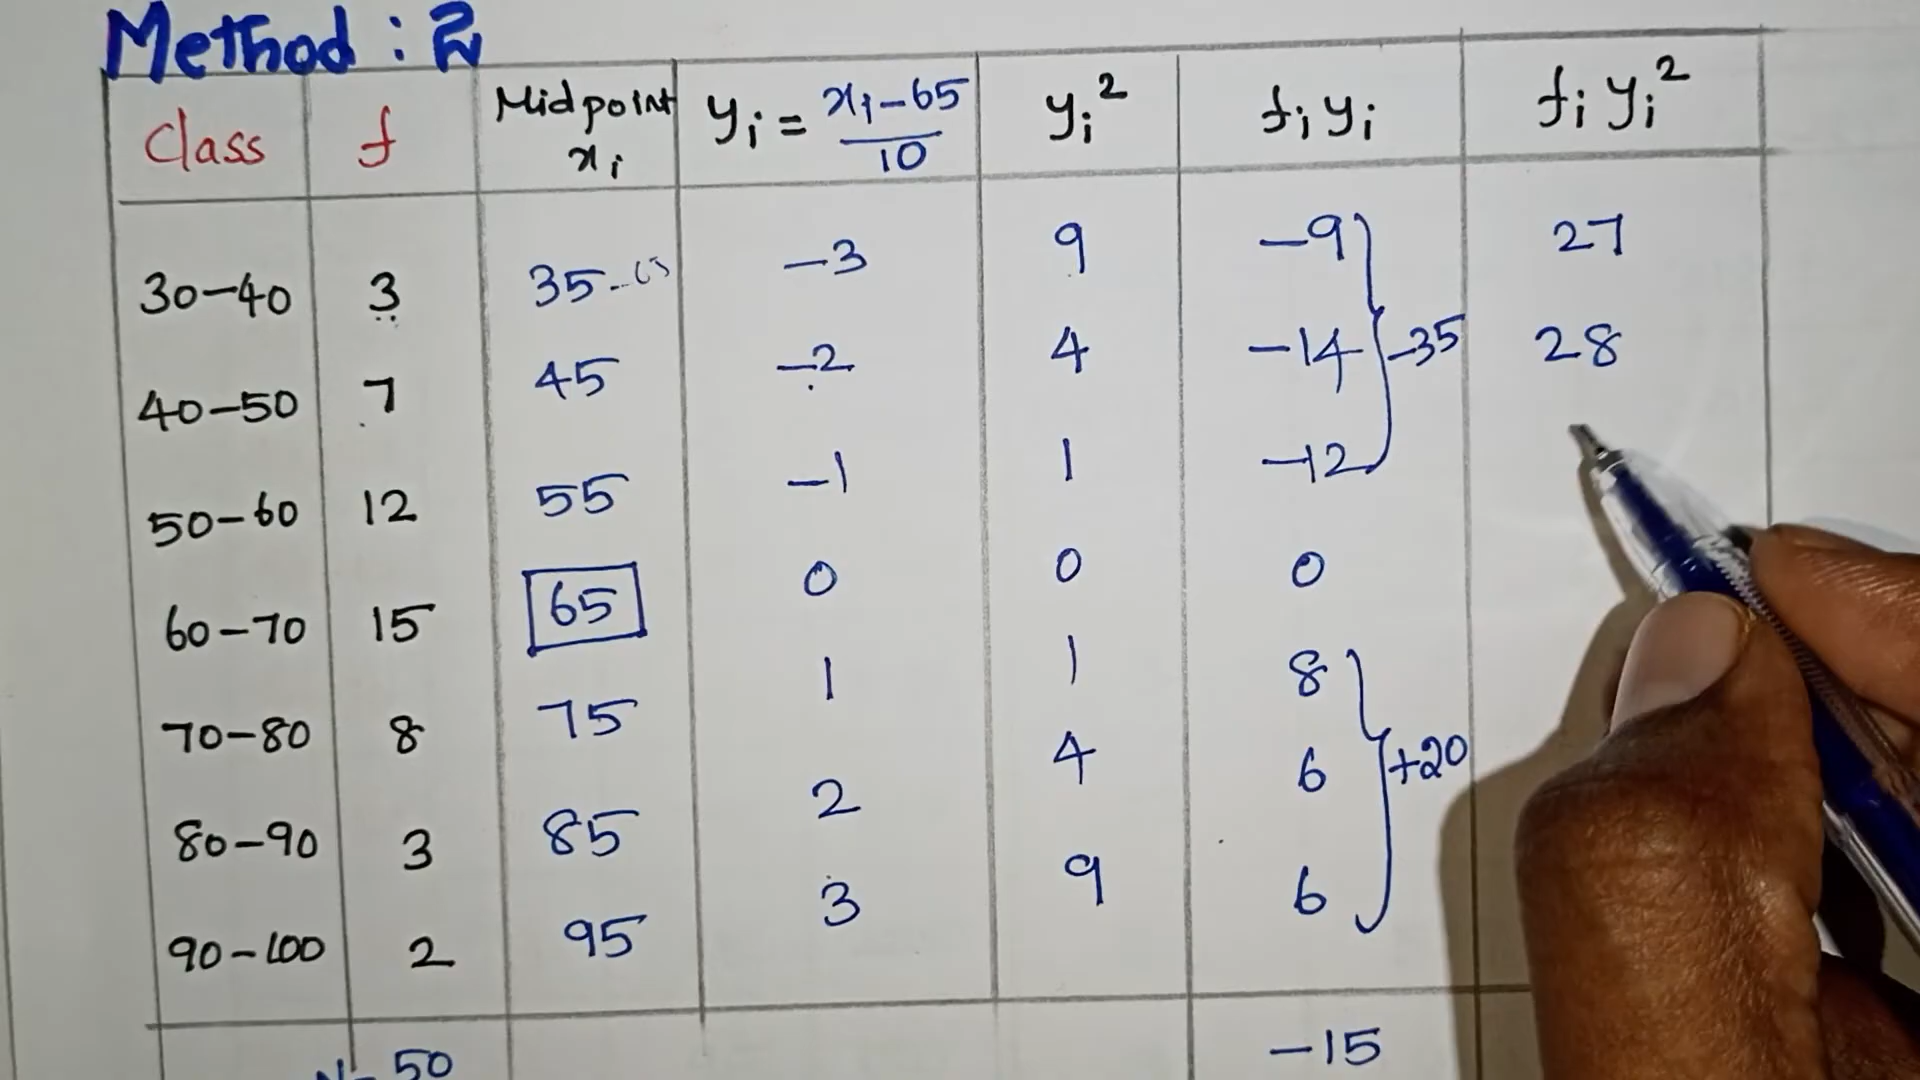 Method : 2
Class f Midpoint xi yi = xi-65/10 yi² fiyi fiyi²
30-40 3 35 -3 9 -9 27
40-50 7 45 -2 4 -14 -35 28
50-60 12 55 -1 1 -12
60-70 15 65 0 0 0
70-80 8 75 1 1 8
80-90 3 85 2 4 6 +20
90-100 2 95 3 9 6
50 -15